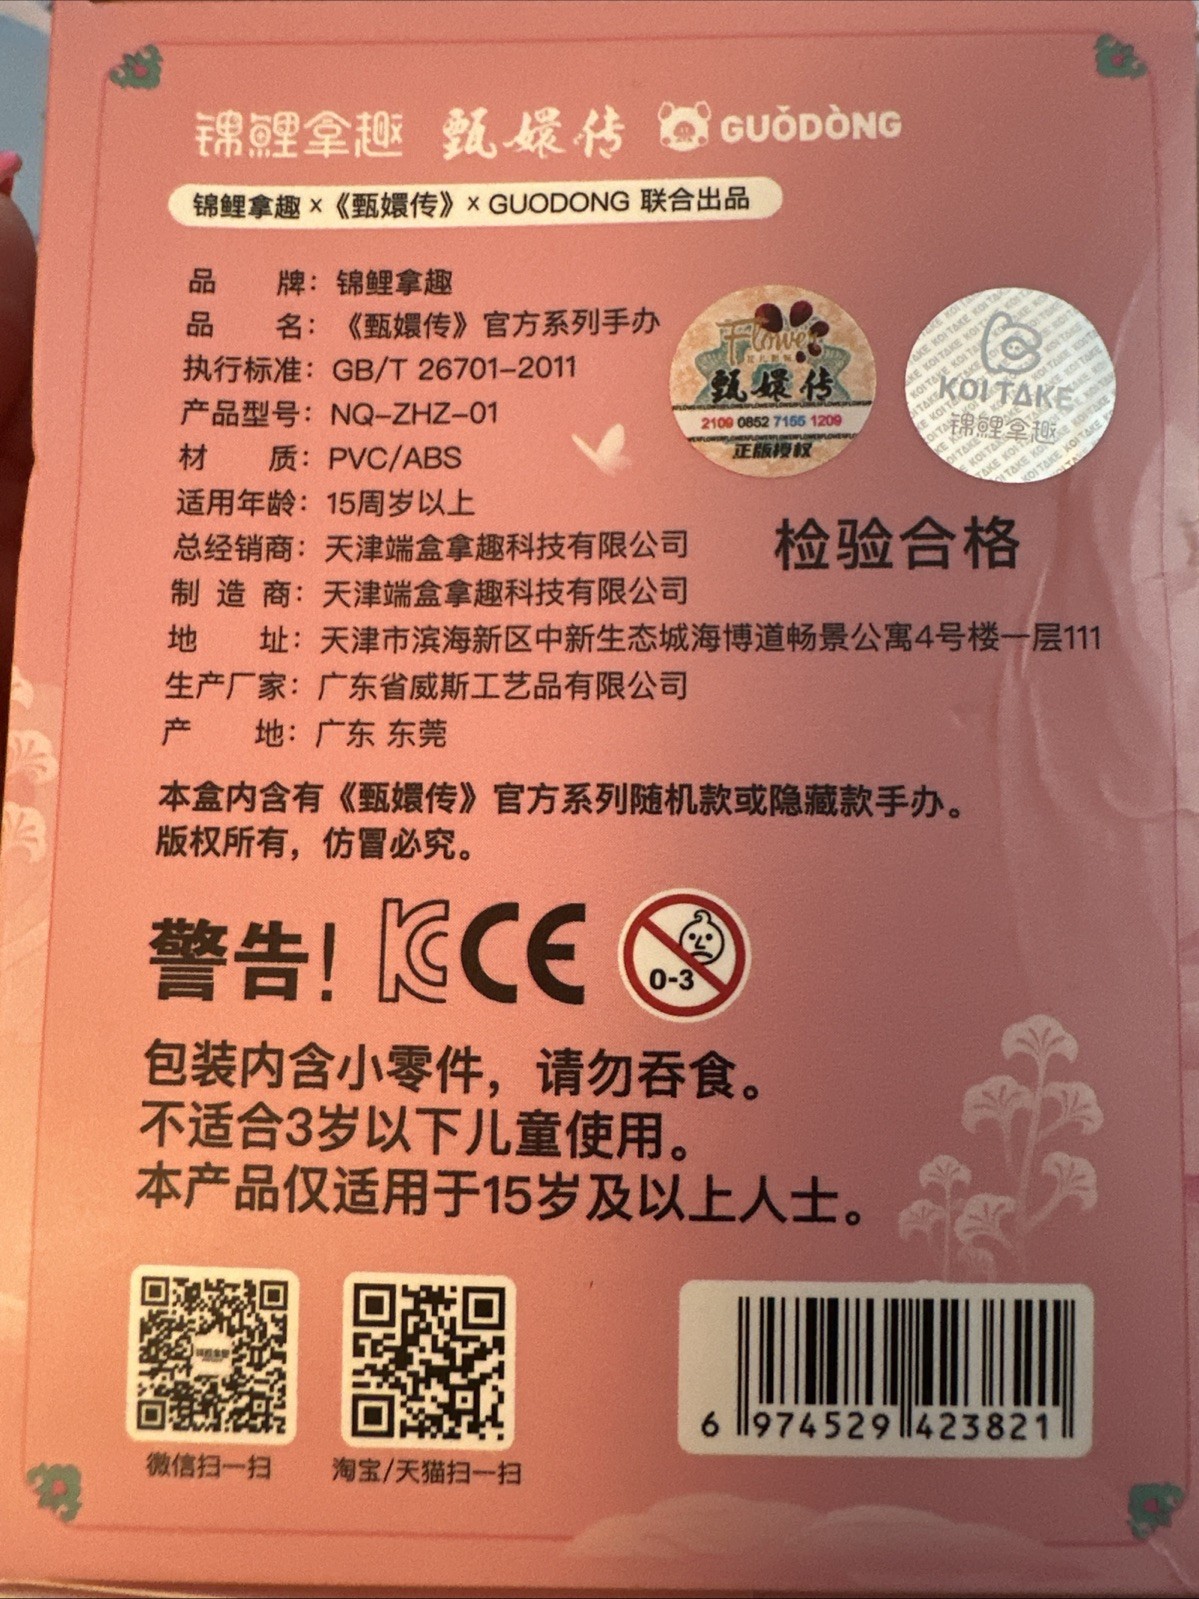 锦鲤拿趣 甄嬛传 GUǑDÒNG
锦鲤拿趣 x《甄嬛传》x GUODONG 联合出品
品 牌：锦鲤拿趣
品 名：《甄嬛传》官方系列手办
执行标准：GB/T 26701-2011
产品型号：NQ-ZHZ-01
材 质：PVC/ABS
适用年龄：15周岁以上
总经销商：天津端盒拿趣科技有限公司
制 造 商：天津端盒拿趣科技有限公司
地 址：天津市滨海新区中新生态城海博道畅景公寓4号楼一层111
生产厂家：广东省威斯工艺品有限公司
产 地：广东 东莞
Flower
甄嬛传
2109 0852 7155 1209
正版授权
KOI TAKE
锦鲤拿趣
检验合格
本盒内含有《甄嬛传》官方系列随机款或隐藏款手办。
版权所有，仿冒必究。
警告！ KC CE 0-3
包装内含小零件，请勿吞食。
不适合3岁以下儿童使用。
本产品仅适用于15岁及以上人士。
微信扫一扫
淘宝/天猫扫一扫
6 974529 423821